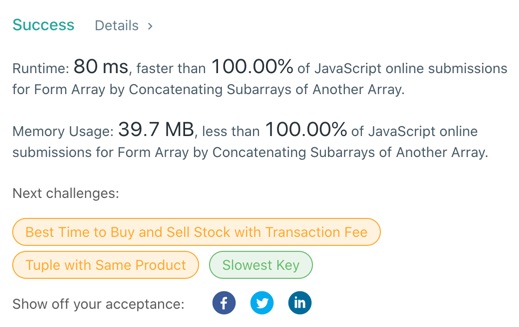 Success Details >
Runtime: 80 ms, faster than 100.00% of JavaScript online submissions
for Form Array by Concatenating Subarrays of Another Array.
Memory Usage: 39.7 MB, less than 100.00% of JavaScript online
submissions for Form Array by Concatenating Subarrays of Another Array.
Next challenges:
Best Time to Buy and Sell Stock with Transaction Fee
Tuple with Same Product Slowest Key
Show off your acceptance: